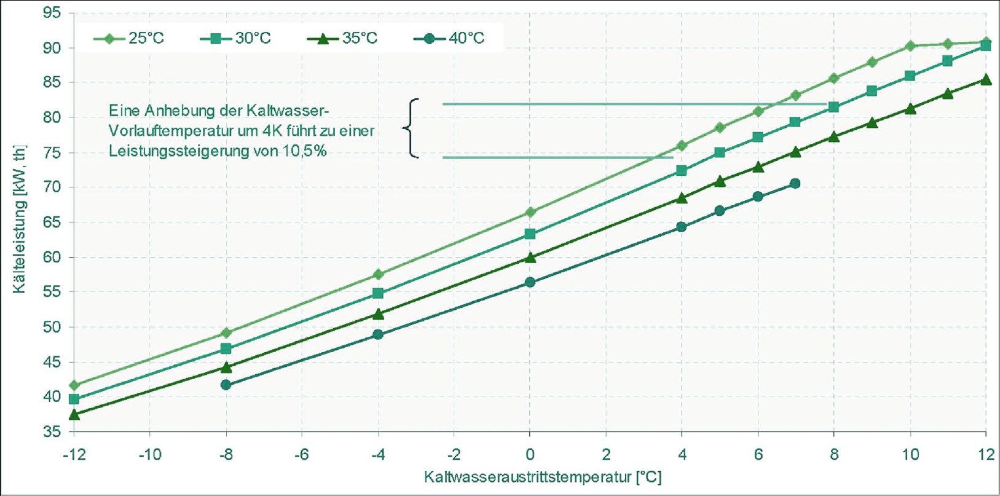 95
25°C 30°C 35°C 40°C
90
85
Eine Anhebung der Kaltwasser-
Vorlauftemperatur um 4K führt zu einer
Leistungssteigerung von 10,5%
80
75
70
65
60
55
50
45
40
35
Kälteleistung [kW, th]
-12 -10 -8 -6 -4 -2 0 2 4 6 8 10 12
Kaltwasseraustrittstemperatur [°C]